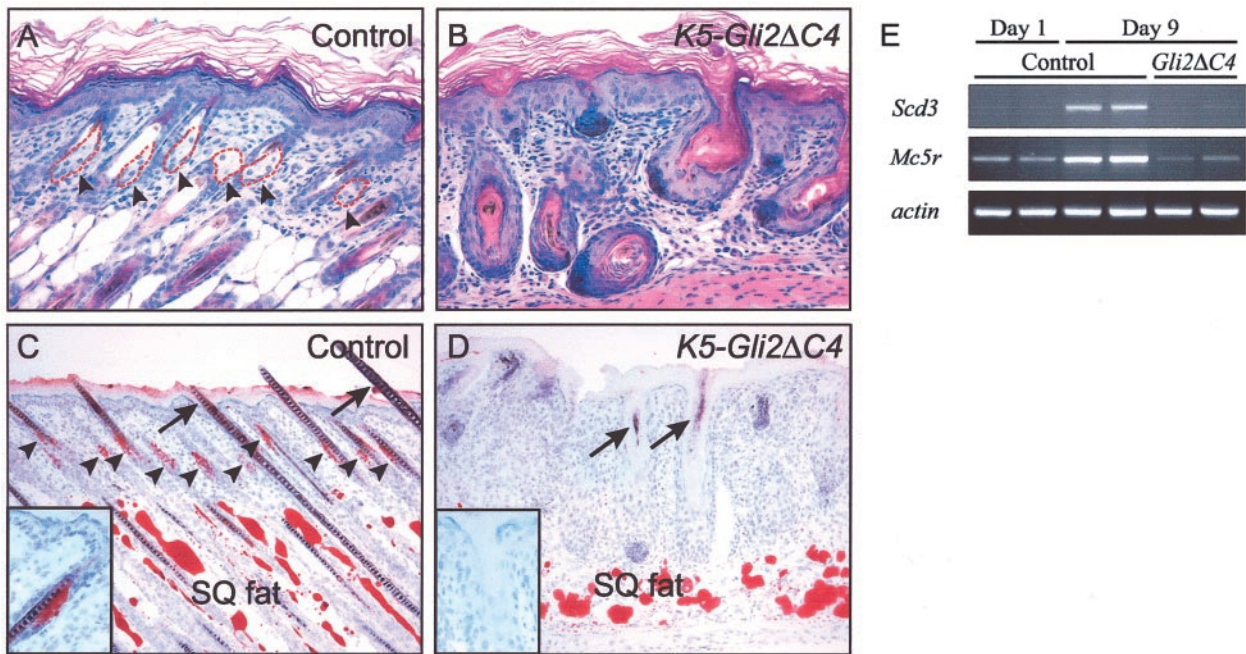 A Control
B K5-Gli2ΔC4
C Control
SQ fat
D K5-Gli2ΔC4
SQ fat
E
Day 1 Day 9
Control Gli2ΔC4
Scd3
Mc5r
actin